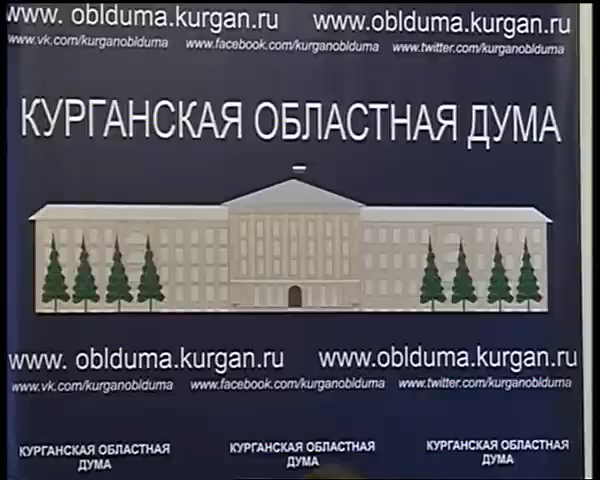 www. oblduma.kurgan.ru www.oblduma.kurgan.ru
www.vk.com/kurganoblduma www.facebook.com/kurganoblduma www.twitter.com/kurganoblduma
КУРГАНСКАЯ ОБЛАСТНАЯ ДУМА
www. oblduma.kurgan.ru www.oblduma.kurgan.ru
www.vk.com/kurganoblduma www.facebook.com/kurganoblduma www.twitter.com/kurganoblduma
КУРГАНСКАЯ ОБЛАСТНАЯ
ДУМА
КУРГАНСКАЯ ОБЛАСТНАЯ
ДУМА
КУРГАНСКАЯ ОБЛАСТНАЯ
ДУМА